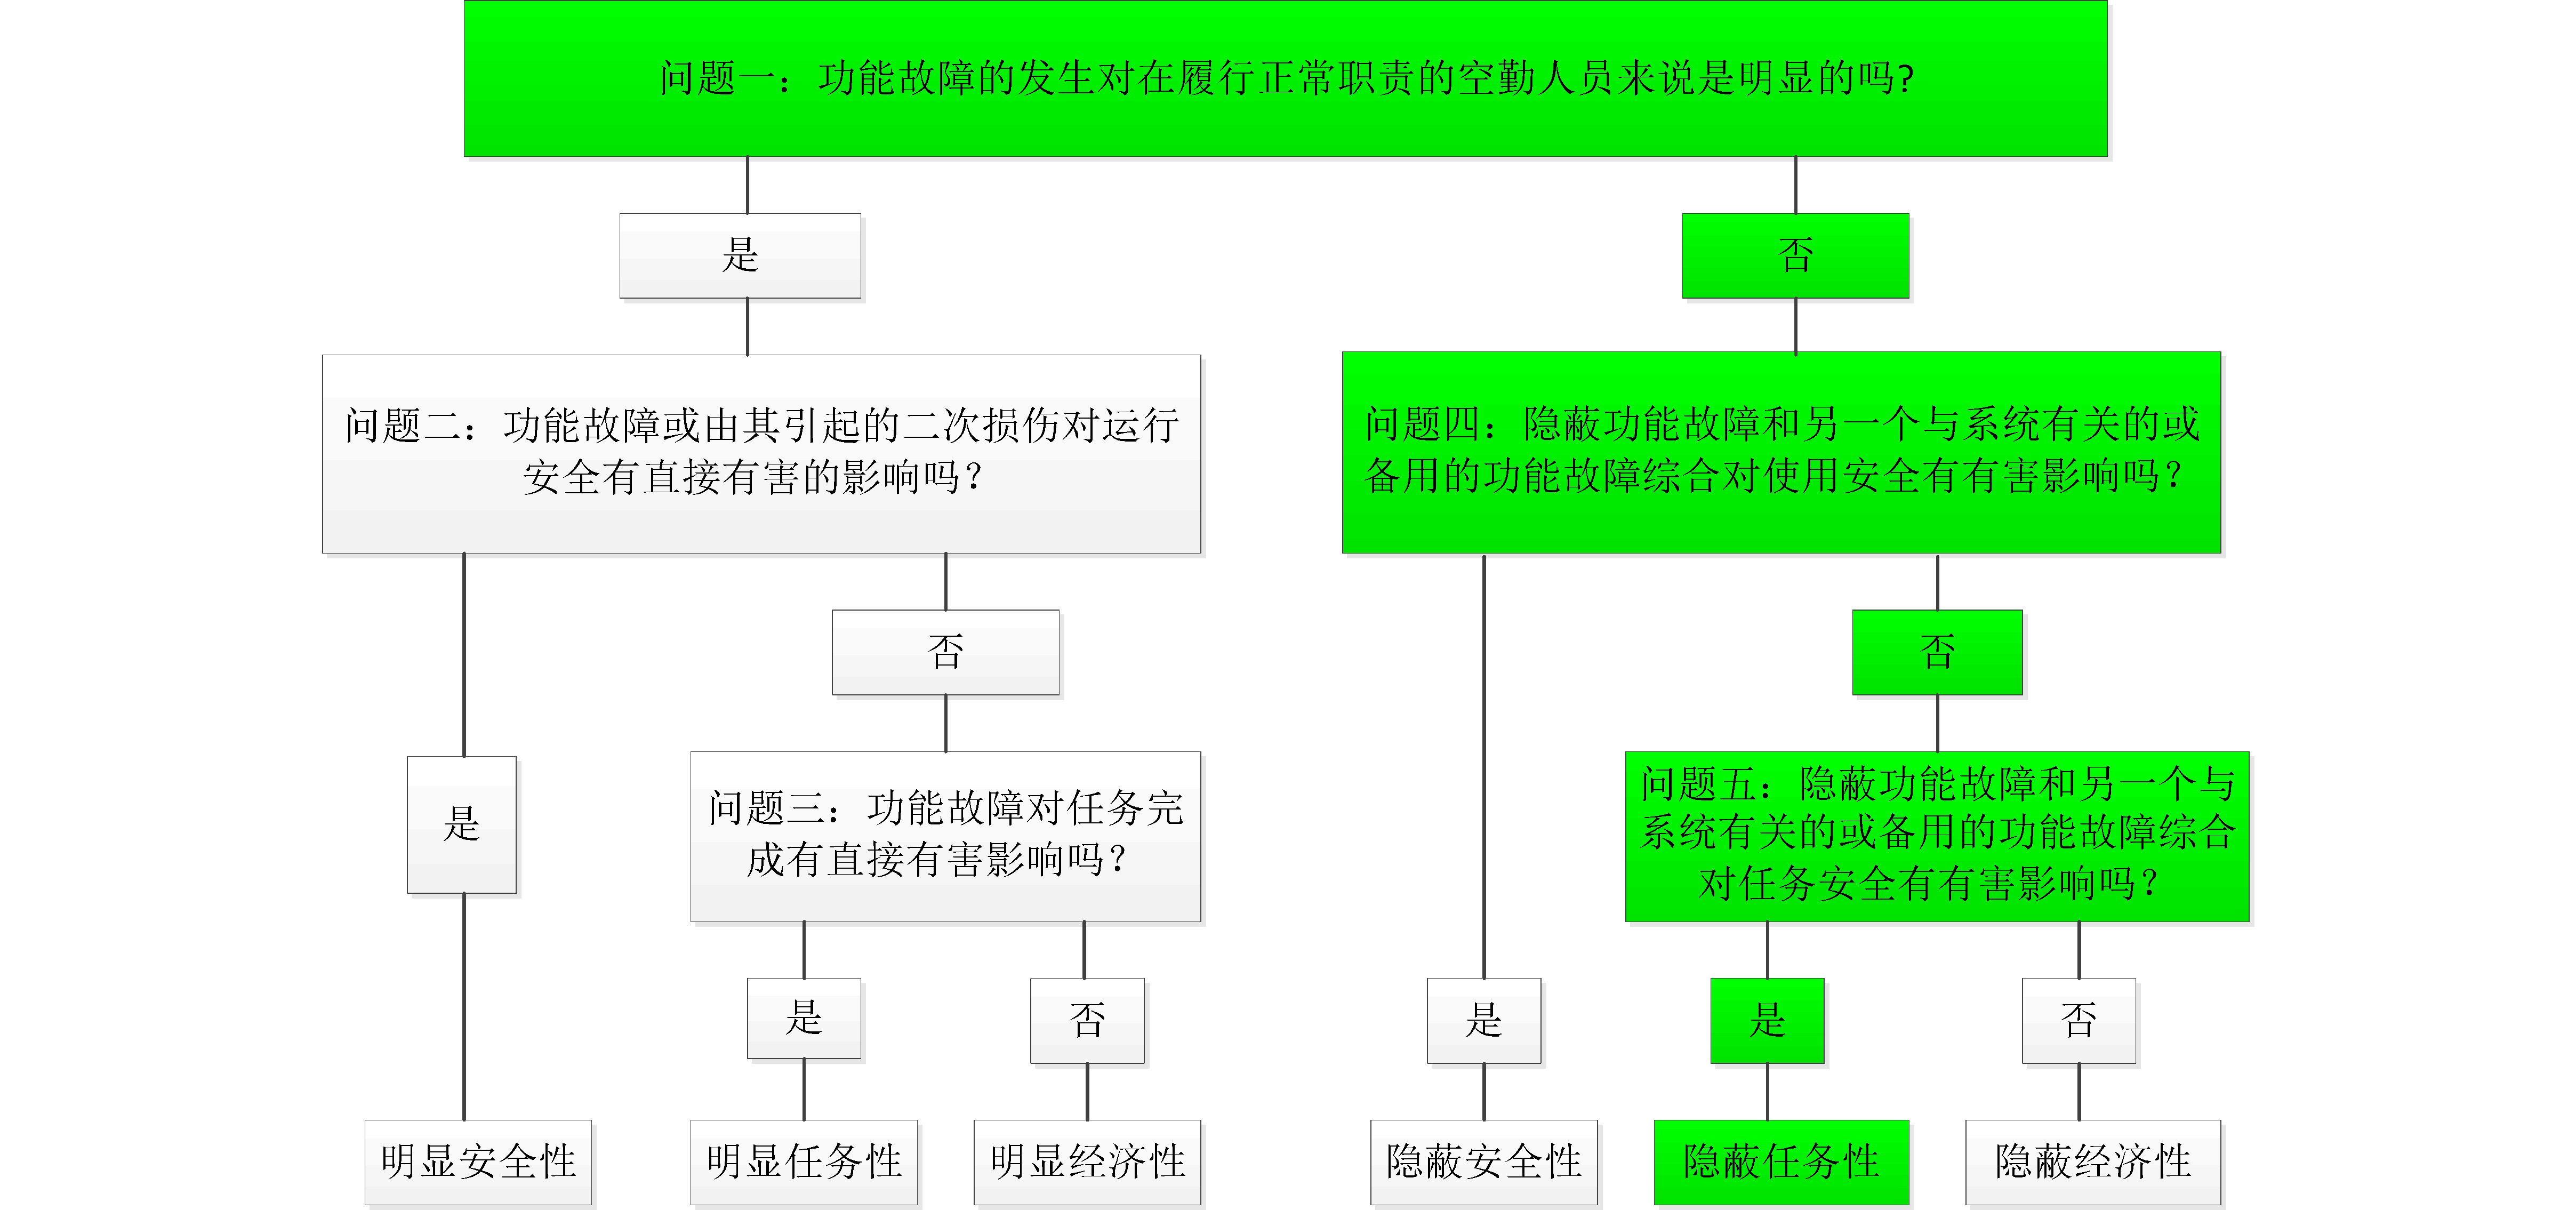 问题一：功能故障的发生对在履行正常职责的空勤人员来说是明显的吗?
是
否
问题二：功能故障或由其引起的二次损伤对运行
安全有直接有害的影响吗？
问题四：隐蔽功能故障和另一个与系统有关的或
备用的功能故障综合对使用安全有有害影响吗？
否
否
是
问题三：功能故障对任务完
成有直接有害影响吗？
问题五：隐蔽功能故障和另一个与
系统有关的或备用的功能故障综合
对任务安全有有害影响吗？
是
否
是
是
否
明显安全性
明显任务性
明显经济性
隐蔽安全性
隐蔽任务性
隐蔽经济性